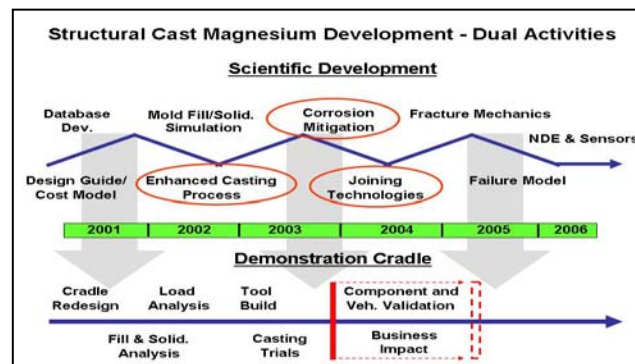 Structural Cast Magnesium Development - Dual Activities
Scientific Development
Database
Dev.
Mold Fill/Solid.
Simulation
Corrosion
Mitigation
Fracture Mechanics
NDE & Sensors
Design Guide/
Cost Model
Enhanced Casting
Process
Joining
Technologies
Failure Model
2001
2002
2003
2004
2005
2006
Demonstration Cradle
Cradle
Redesign
Load
Analysis
Tool
Build
Component and
Veh. Validation
Fill & Solid.
Analysis
Casting
Trials
Business
Impact